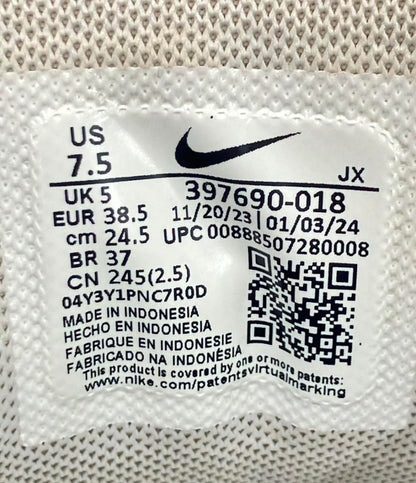 US
7.5
JX
UK 5
397690-018
EUR 38.5
11/20/23 | 01/03/24
cm 24.5
UPC 00888507280008
BR 37
CN 245(2.5)
04Y3Y1PNC7R0D
MADE IN INDONESIA
HECHO EN INDONESIA
FABRIQUE EN INDONESIE
FABRICADO NA INDONÉSIA
This product is covered by one or more patents:
www.nike.com/patentsvirtualmarking